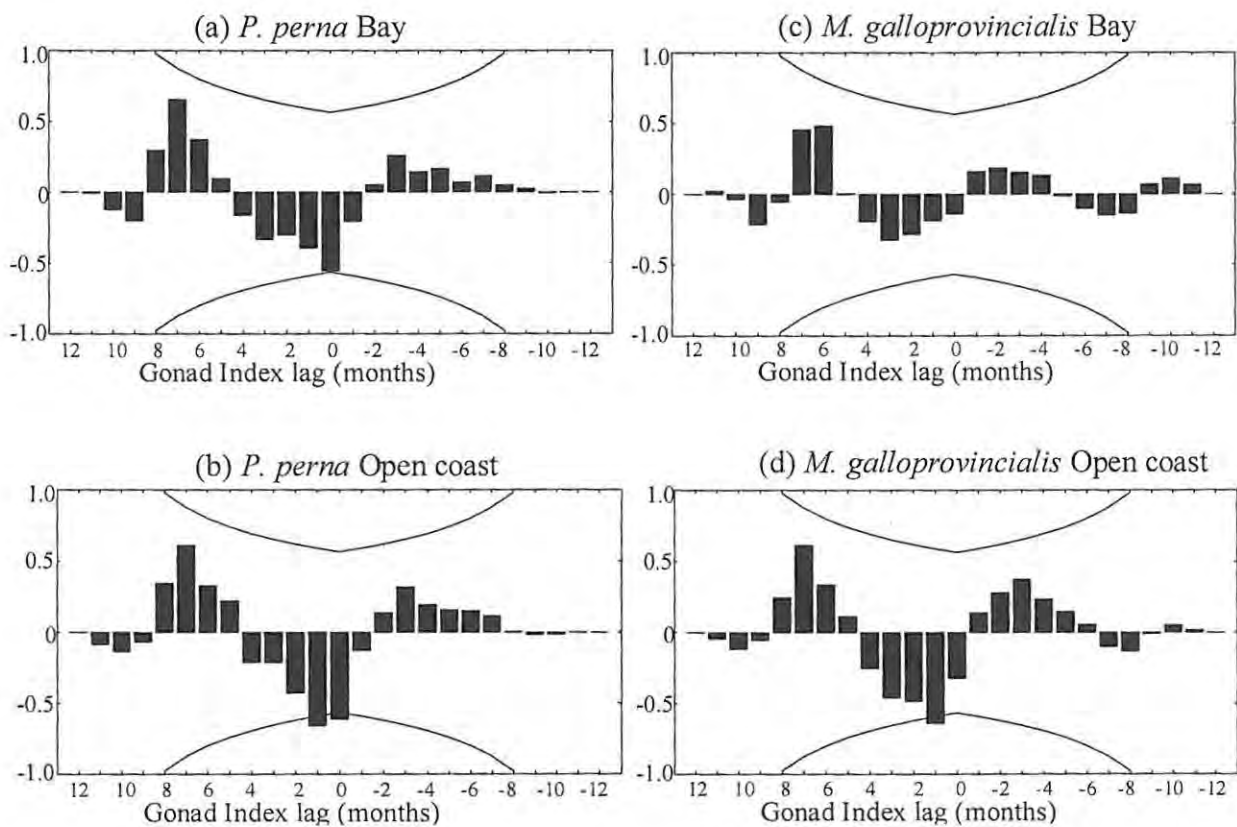 (a) P. perna Bay
1.0
0.5
0
-0.5
-1.0
12 10 8 6 4 2 0 -2 -4 -6 -8 -10 -12
Gonad Index lag (months)
(c) M. galloprovincialis Bay
1.0
0.5
0
-0.5
-1.0
12 10 8 6 4 2 0 -2 -4 -6 -8 -10 -12
Gonad Index lag (months)
(b) P. perna Open coast
1.0
0.5
0
-0.5
-1.0
12 10 8 6 4 2 0 -2 -4 -6 -8 -10 -12
Gonad Index lag (months)
(d) M. galloprovincialis Open coast
1.0
0.5
0
-0.5
-1.0
12 10 8 6 4 2 0 -2 -4 -6 -8 -10 -12
Gonad Index lag (months)